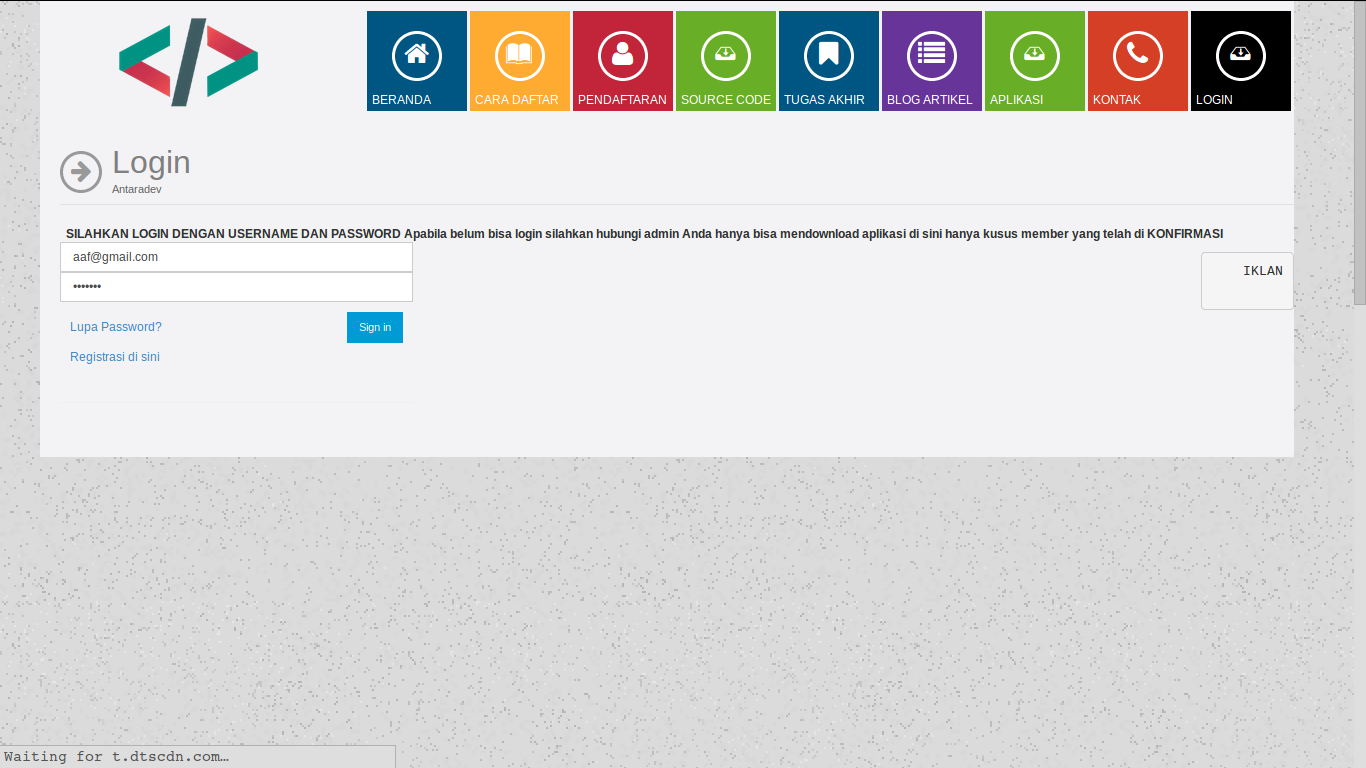 BERANDA CARA DAFTAR PENDAFTARAN SOURCE CODE TUGAS AKHIR BLOG ARTIKEL APLIKASI KONTAK LOGIN
Login
Antaradev
SILAHKAN LOGIN DENGAN USERNAME DAN PASSWORD Apabila belum bisa login silahkan hubungi admin Anda hanya bisa mendownload aplikasi di sini hanya kusus member yang telah di KONFIRMASI
aaf@gmail.com
•••••••
IKLAN
Lupa Password? Sign in
Registrasi di sini
Waiting for t.dtscdn.com…